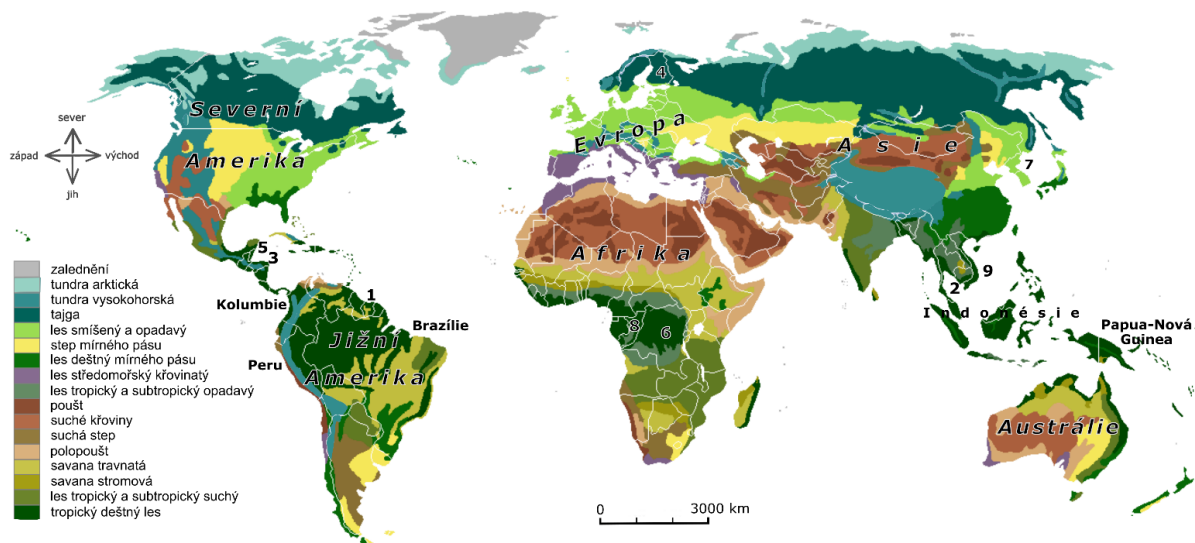 Severní
Amerika
sever
západ
východ
jih
Evropa
Asie
Afrika
4
7
5
3
1
9
2
8
6
Kolumbie
Brazílie
Peru
Jižní
Amerika
Indonésie
Papua-Nová
Guinea
Austrálie
zalednění
tundra arktická
tundra vysokohorská
tajga
les smíšený a opadavý
step mírného pásu
les deštný mírného pásu
les středomořský křovinatý
les tropický a subtropický opadavý
poušt
suché křoviny
suchá step
polopoušt
savana travnatá
savana stromová
les tropický a subtropický suchý
tropický deštný les
0
3000 km